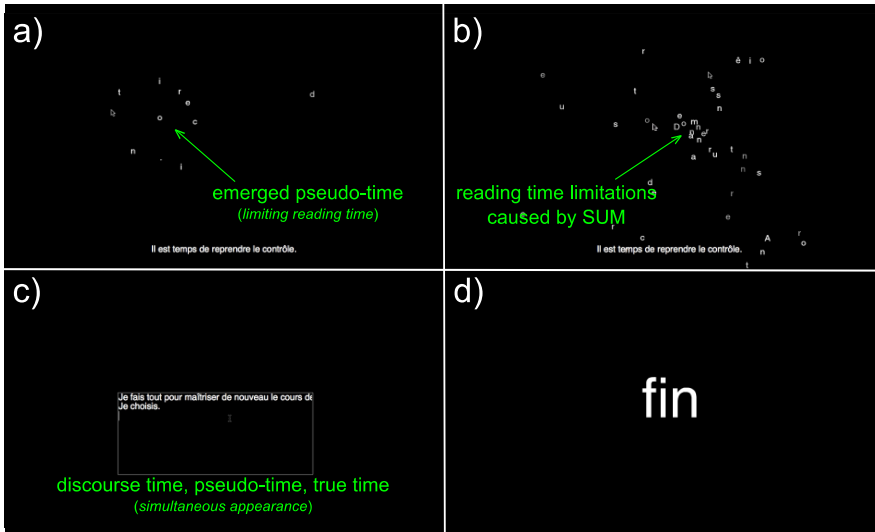 a)
t i r e o c d n . i
emerged pseudo-time
(limiting reading time)
Il est temps de reprendre le contrôle.
b)
reading time limitations
caused by SUM
Il est temps de reprendre le contrôle.
c)
Je fais tout pour maîtriser de nouveau le cours de
Je choisis.
discourse time, pseudo-time, true time
(simultaneous appearance)
d)
fin